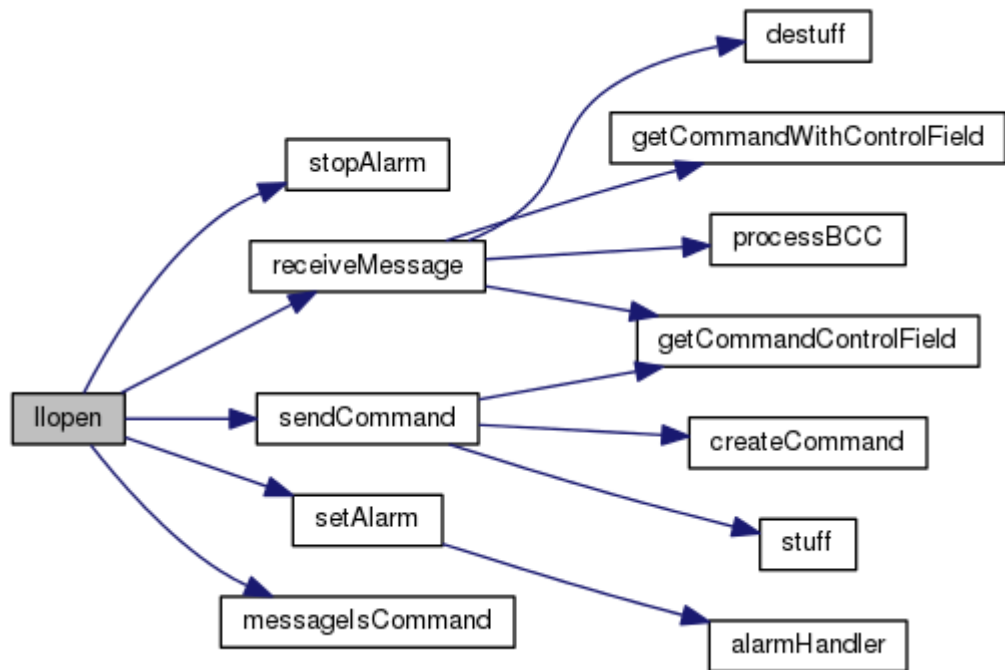 destuff
getCommandWithControlField
stopAlarm
processBCC
receiveMessage
getCommandControlField
llopen
sendCommand
createCommand
setAlarm
stuff
messageIsCommand
alarmHandler